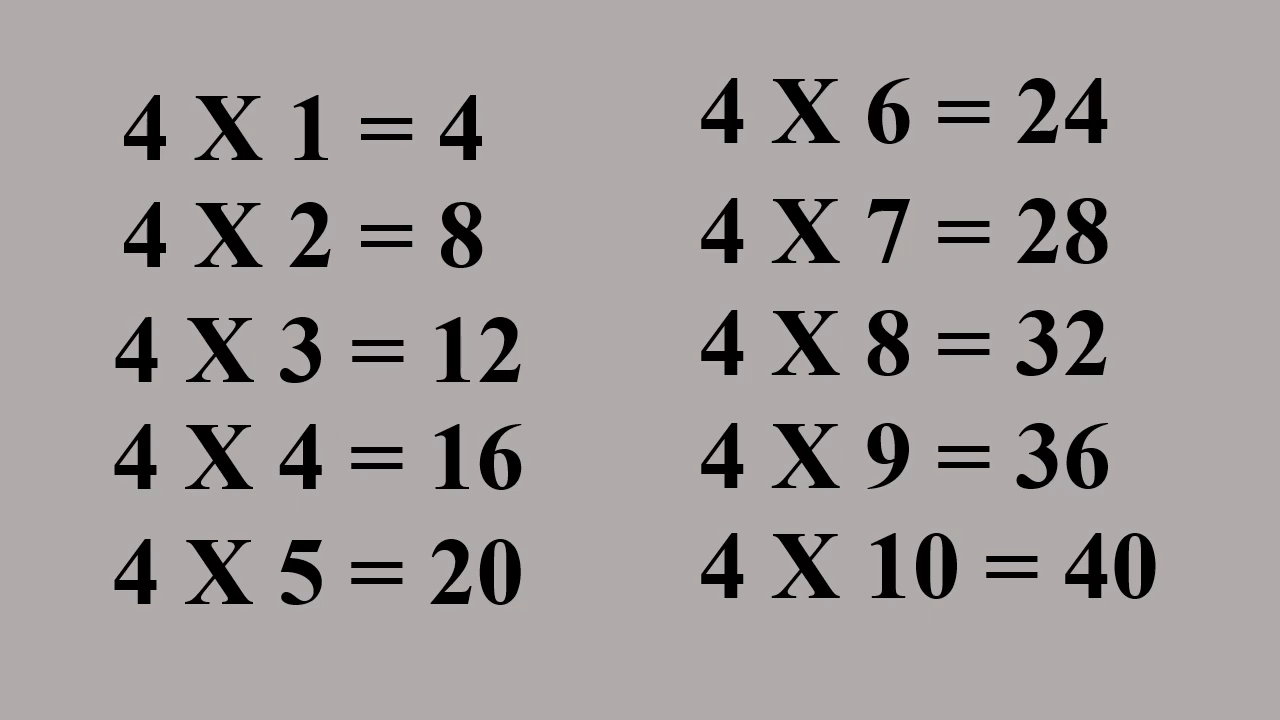 4 X 1 = 4
4 X 2 = 8
4 X 3 = 12
4 X 4 = 16
4 X 5 = 20
4 X 6 = 24
4 X 7 = 28
4 X 8 = 32
4 X 9 = 36
4 X 10 = 40